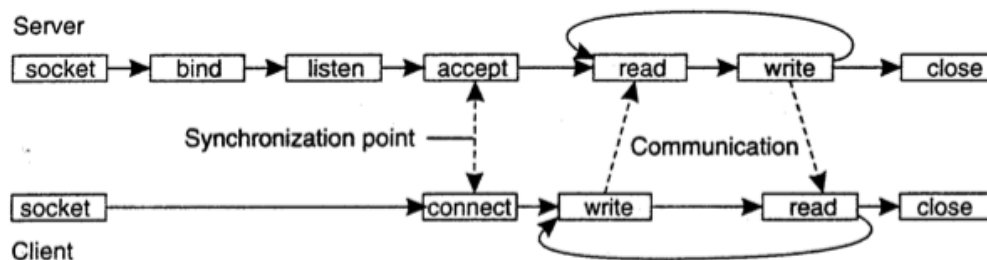 Server
socket bind listen accept read write close
Synchronization point
Communication
socket connect write read close
Client